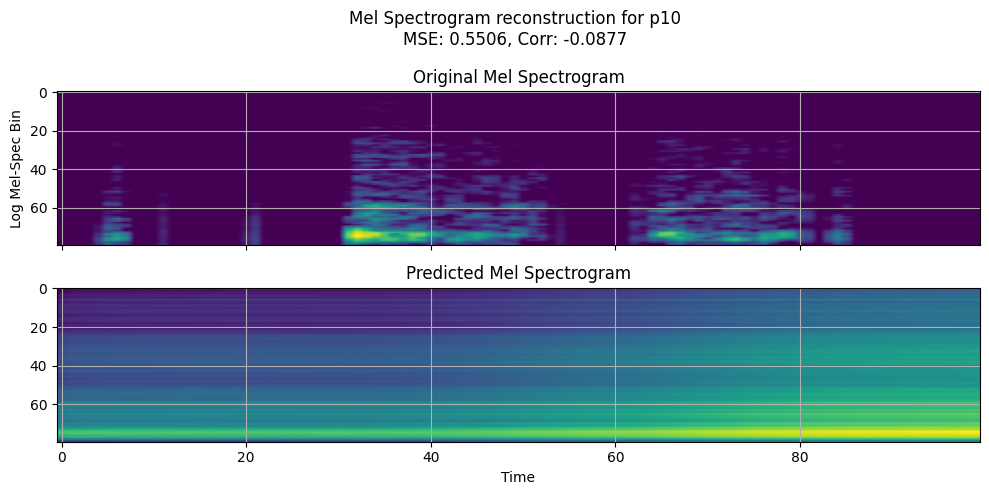 Mel Spectrogram reconstruction for p10
MSE: 0.5506, Corr: -0.0877
Original Mel Spectrogram
0
20
40
60
Log Mel-Spec Bin
Predicted Mel Spectrogram
0
20
40
60
0 20 40 60 80
Time